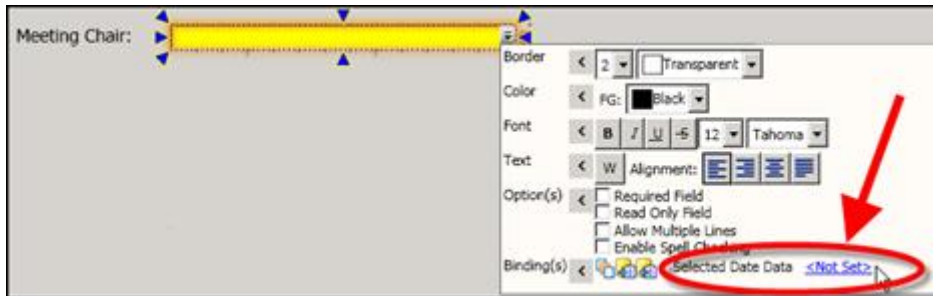 Meeting Chair:
Border < 2 Transparent
Color < FG: Black
Font < B I U S 12 Tahoma
Text < W Alignment:
Option(s) < Required Field
Read Only Field
Allow Multiple Lines
Enable Spell Checking
Binding(s) < Selected Date Data <Not Set>